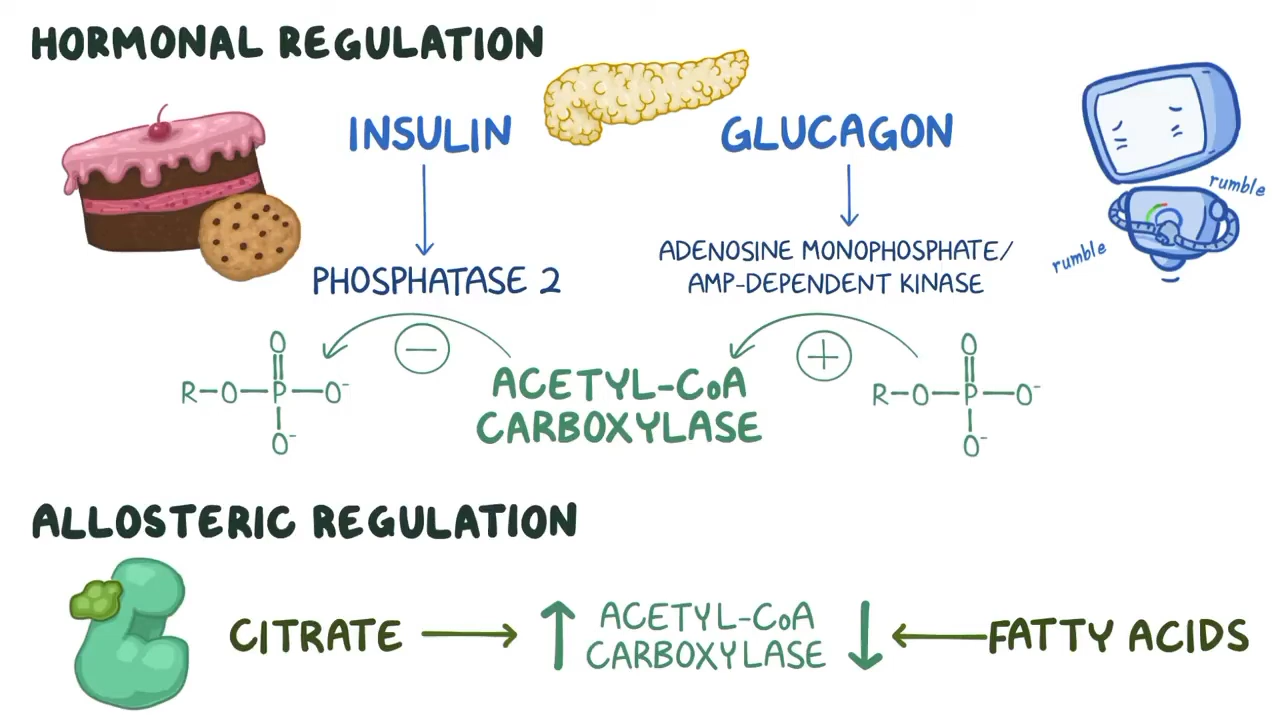 HORMONAL REGULATION
INSULIN
GLUCAGON
rumble
rumble
PHOSPHATASE 2
ADENOSINE MONOPHOSPHATE/
AMP-DEPENDENT KINASE
O
R-O-P-O⁻
O⁻
−
ACETYL-CoA
CARBOXYLASE
+
O
R-O-P-O⁻
O⁻
ALLOSTERIC REGULATION
CITRATE
ACETYL-CoA
CARBOXYLASE
FATTY ACIDS